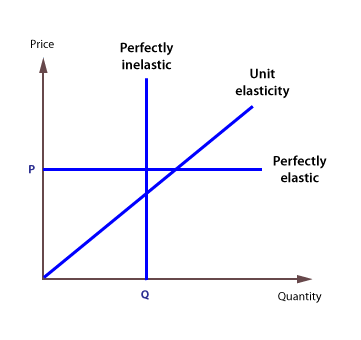 Price
Perfectly
inelastic
Unit
elasticity
P
Perfectly
elastic
Q
Quantity